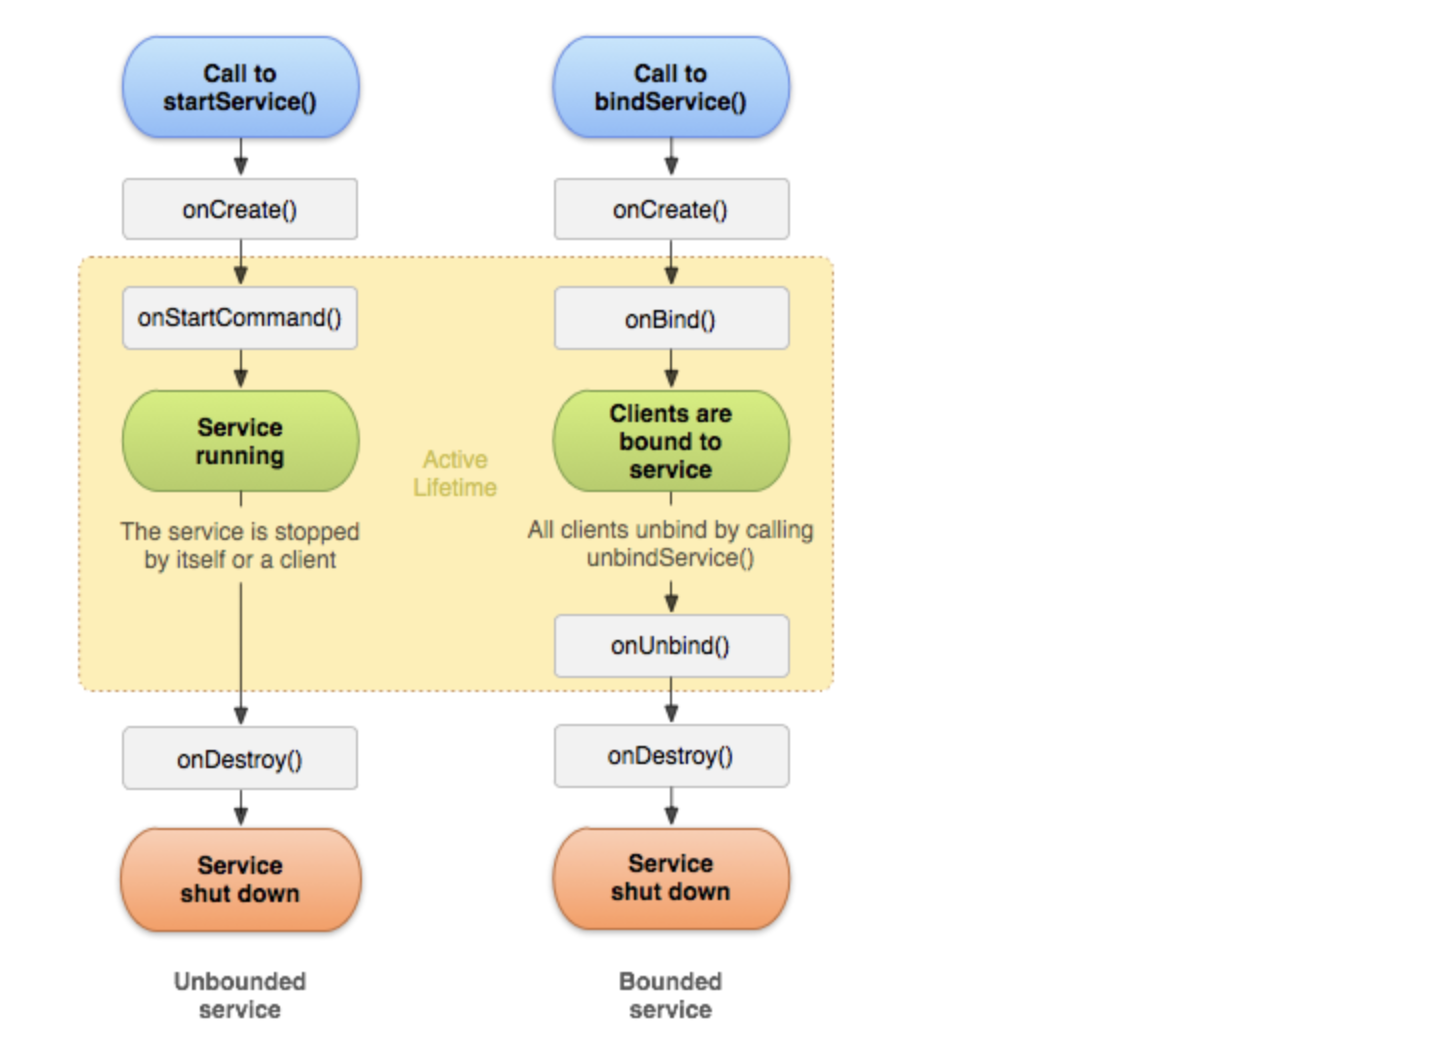 Call to
startService()
onCreate()
onStartCommand()
Service
running
The service is stopped
by itself or a client
onDestroy()
Service
shut down
Unbounded
service
Active
Lifetime
Call to
bindService()
onCreate()
onBind()
Clients are
bound to
service
All clients unbind by calling
unbindService()
onUnbind()
onDestroy()
Service
shut down
Bounded
service